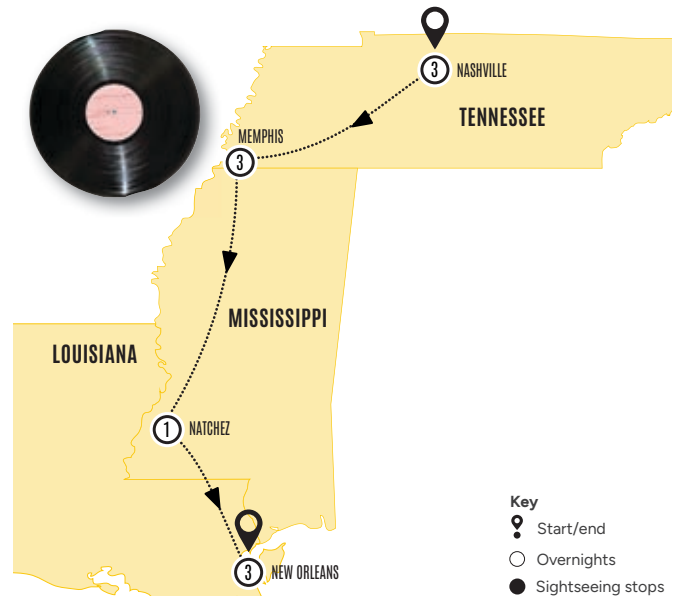 3 NASHVILLE
TENNESSEE
MEMPHIS
3
MISSISSIPPI
LOUISIANA
1 NATCHEZ
3 NEW ORLEANS
Key
Start/end
Overnights
Sightseeing stops